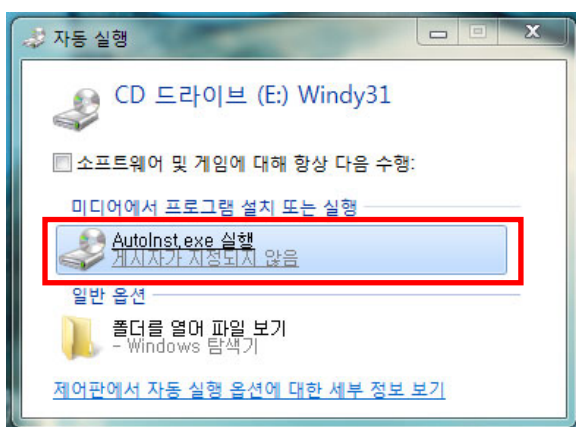 자동 실행
CD 드라이브 (E:) Windy31
소프트웨어 및 게임에 대해 항상 다음 수행:
미디어에서 프로그램 설치 또는 실행
AutoInst.exe 실행
게시자가 지정되지 않음
일반 옵션
폴더를 열어 파일 보기
- Windows 탐색기
제어판에서 자동 실행 옵션에 대한 세부 정보 보기